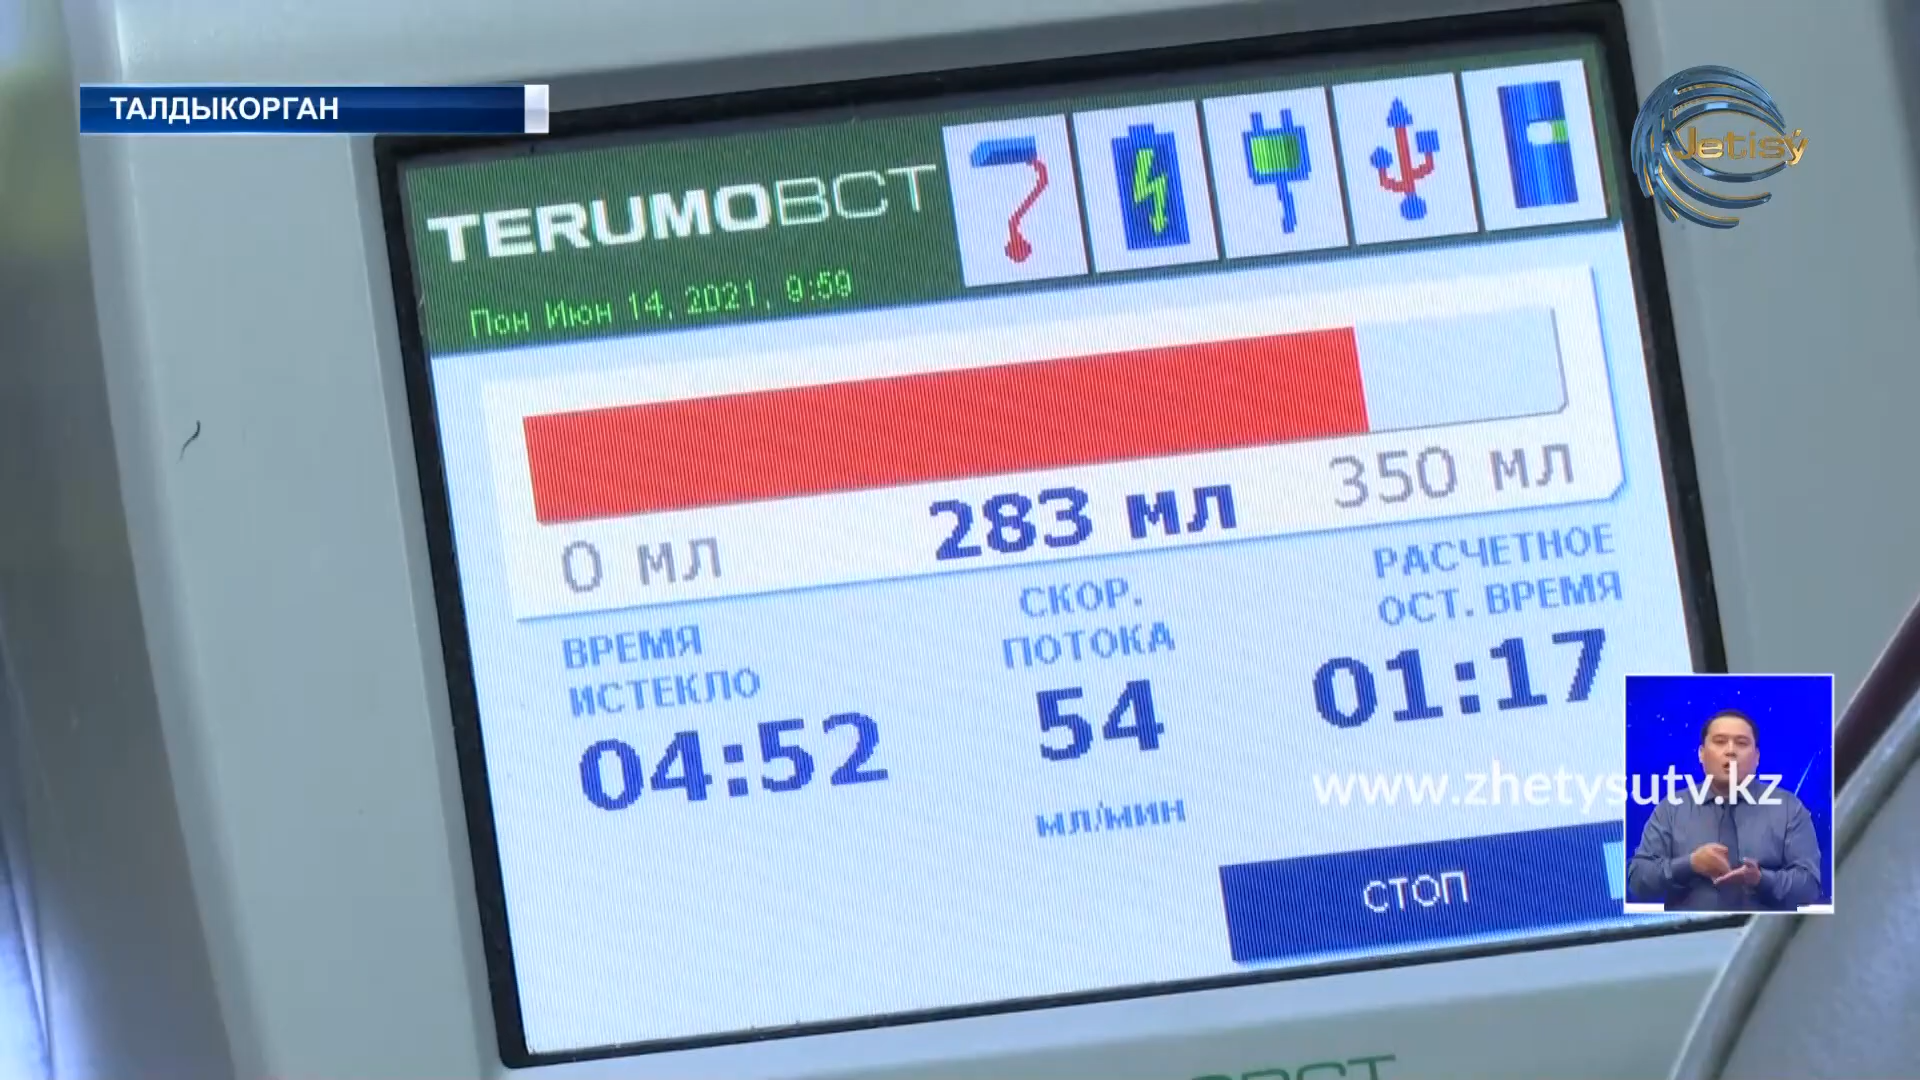 ТАЛДЫКОРГАН
Jetisý
TERUMOBCT
Пон Июн 14, 2021, 9:59
0 мл
283 мл
350 мл
ВРЕМЯ
ИСТЕКЛО
04:52
СКОР.
ПОТОКА
54
мл/мин
РАСЧЕТНОЕ
ОСТ. ВРЕМЯ
01:17
www.zhetysutv.kz
СТОП